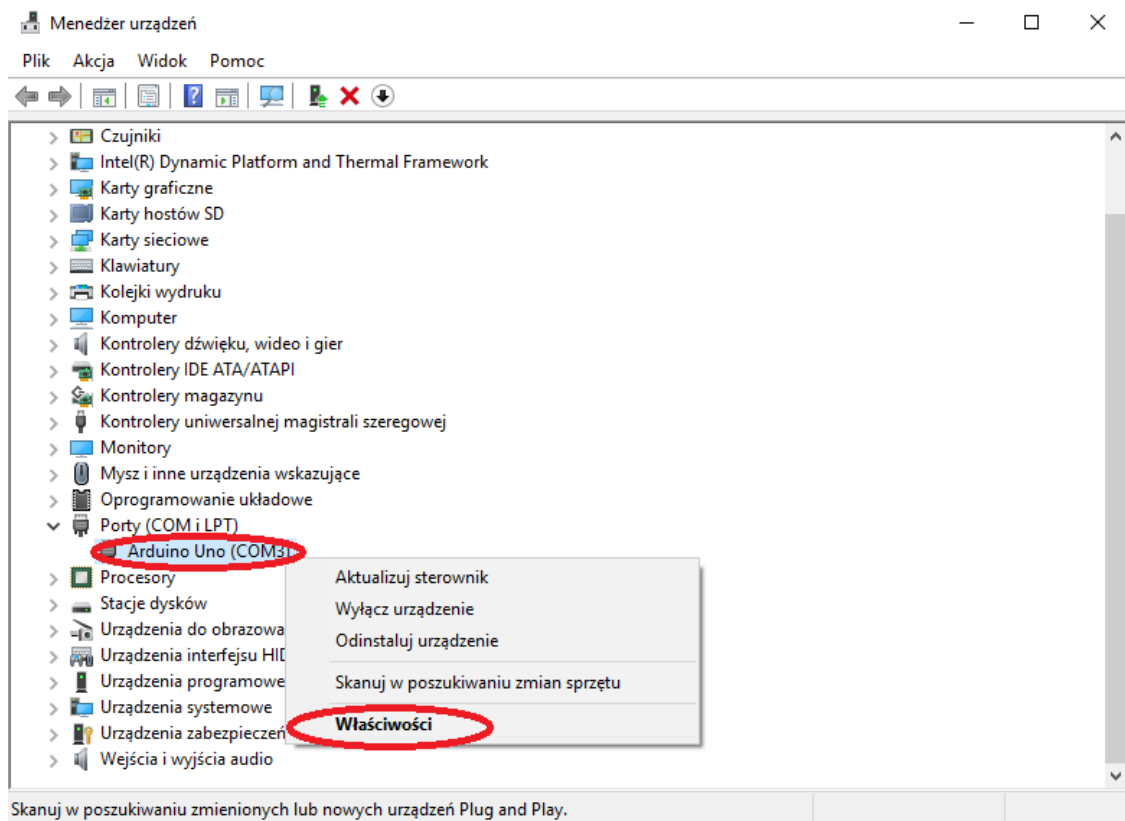 Menedżer urządzeń
Plik Akcja Widok Pomoc
Czujniki
Intel(R) Dynamic Platform and Thermal Framework
Karty graficzne
Karty hostów SD
Karty sieciowe
Klawiatury
Kolejki wydruku
Komputer
Kontrolery dźwięku, wideo i gier
Kontrolery IDE ATA/ATAPI
Kontrolery magazynu
Kontrolery uniwersalnej magistrali szeregowej
Monitory
Mysz i inne urządzenia wskazujące
Oprogramowanie układowe
Porty (COM i LPT)
Arduino Uno (COM3)
Procesory
Stacje dysków
Urządzenia do obrazowa
Urządzenia interfejsu HID
Urządzenia programowe
Urządzenia systemowe
Urządzenia zabezpieczeń
Wejścia i wyjścia audio
Aktualizuj sterownik
Wyłącz urządzenie
Odinstaluj urządzenie
Skanuj w poszukiwaniu zmian sprzętu
Właściwości
Skanuj w poszukiwaniu zmienionych lub nowych urządzeń Plug and Play.